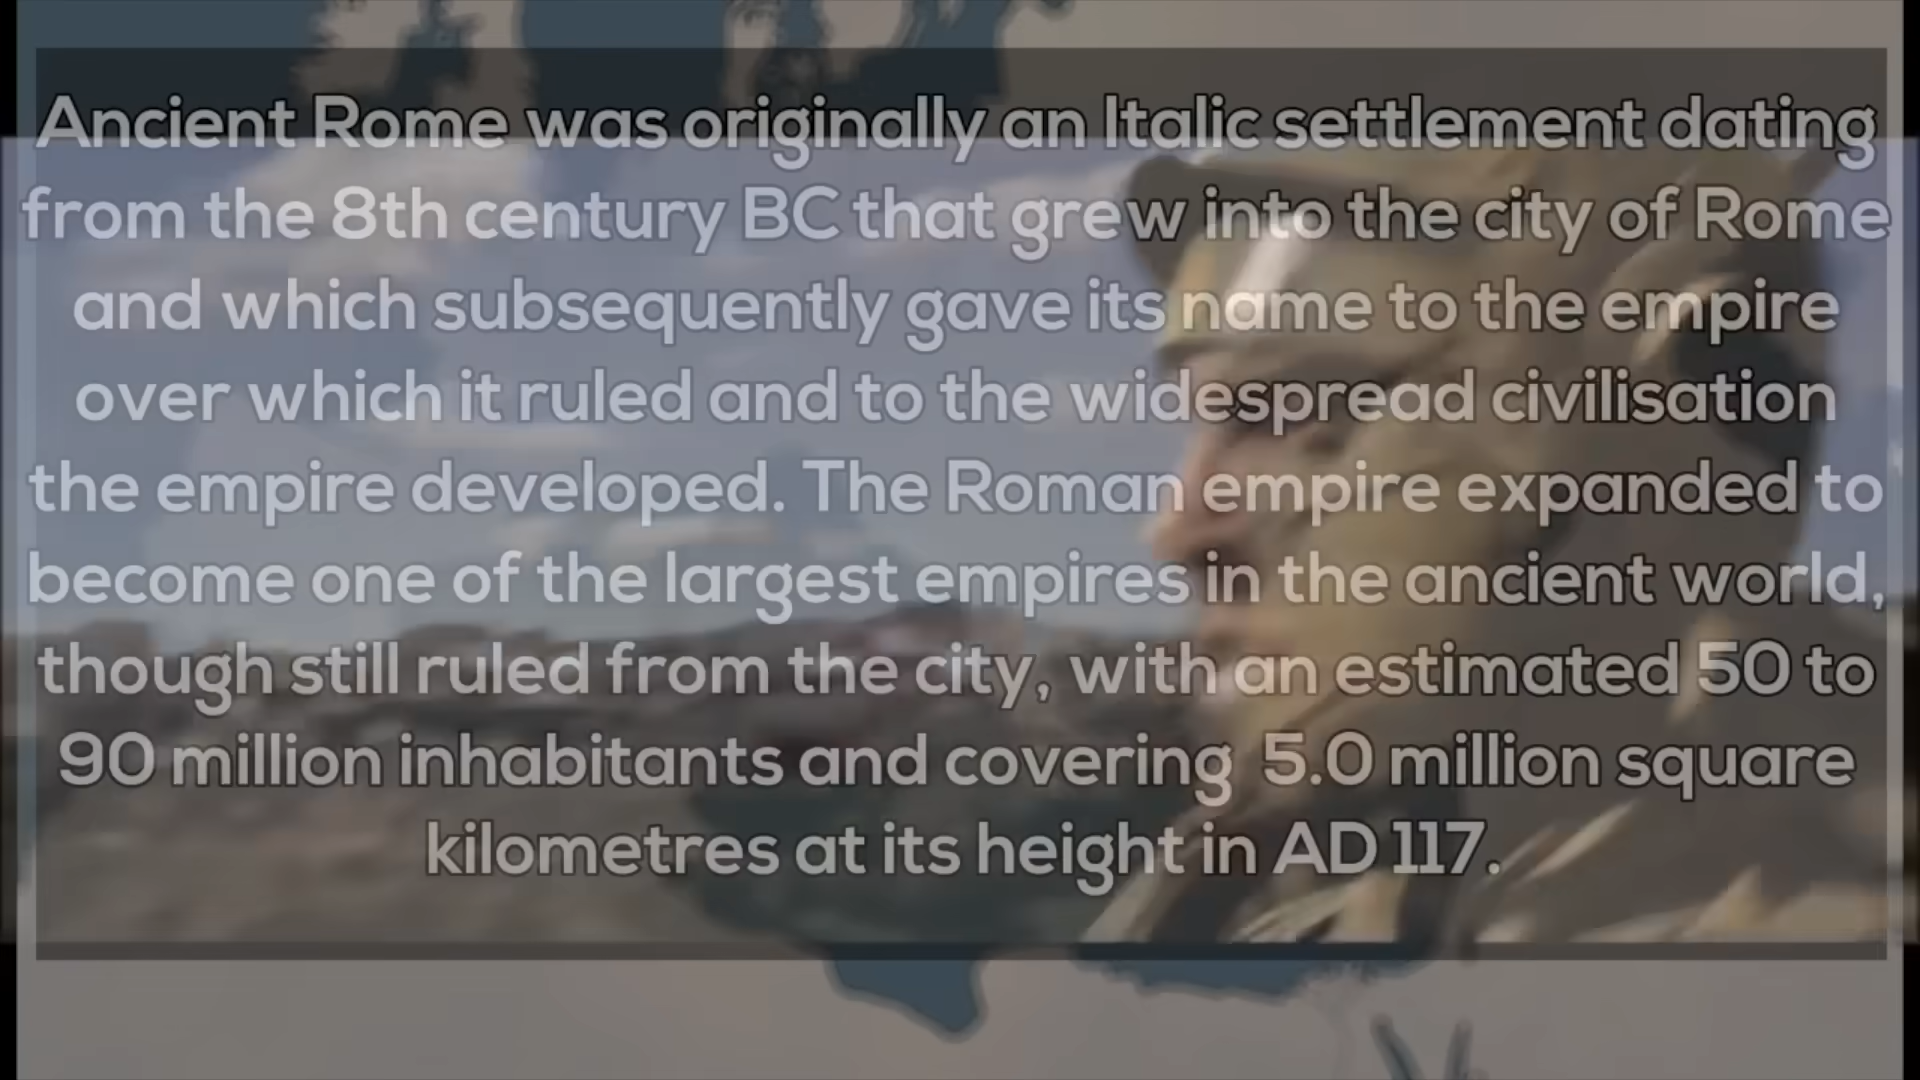 Ancient Rome was originally an Italic settlement dating
from the 8th century BC that grew into the city of Rome
and which subsequently gave its name to the empire
over which it ruled and to the widespread civilisation
the empire developed. The Roman empire expanded to
become one of the largest empires in the ancient world,
though still ruled from the city, with an estimated 50 to
90 million inhabitants and covering 5.0 million square
kilometres at its height in AD 117.